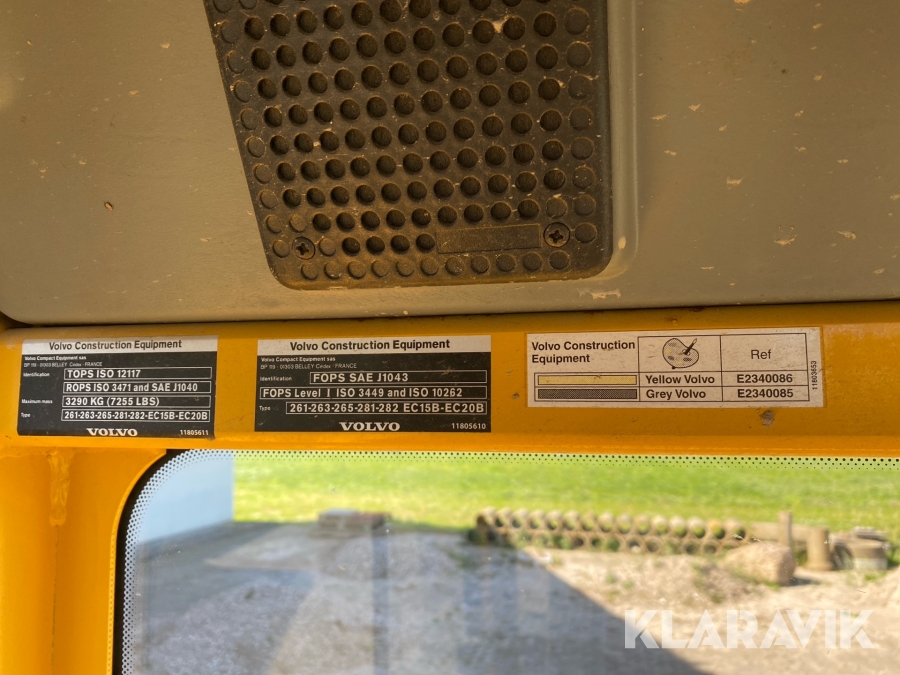 Volvo Construction Equipment
Volvo Compact Equipment sas
BP 119 - 01303 BELLEY Cedex - FRANCE
Identification TOPS ISO 12117
ROPS ISO 3471 and SAE J1040
Maximum mass 3290 KG (7255 LBS)
Type 261-263-265-281-282-EC15B-EC20B
VOLVO 11805611
Volvo Construction Equipment
Volvo Compact Equipment sas
BP 119 - 01303 BELLEY Cedex - FRANCE
Identification FOPS SAE J1043
FOPS Level I ISO 3449 and ISO 10262
Type 261-263-265-281-282 EC15B-EC20B
VOLVO 11805610
Volvo Construction
Equipment
Ref
Yellow Volvo E2340086
Grey Volvo E2340085
11803653
KLARAVIK